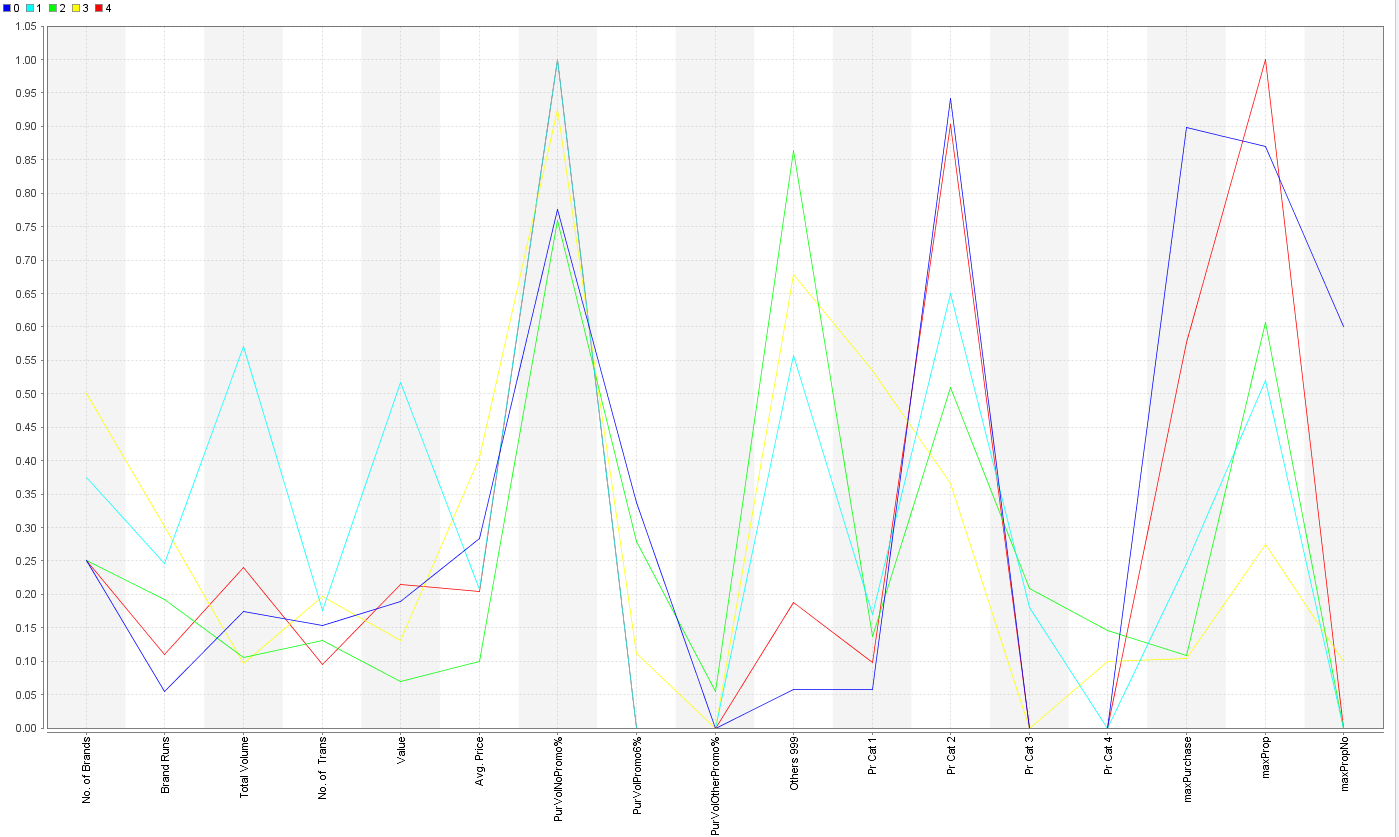 0 1 2 3 4
1.05
1.00
0.95
0.90
0.85
0.80
0.75
0.70
0.65
0.60
0.55
0.50
0.45
0.40
0.35
0.30
0.25
0.20
0.15
0.10
0.05
0.00
No. of Brands
Brand Runs
Total Volume
No. of Trans
Value
Avg. Price
PurVolNoPromo%
PurVolPromo6%
PurVolOtherPromo%
Others 999
Pr Cat 1
Pr Cat 2
Pr Cat 3
Pr Cat 4
maxPurchase
maxProp
maxPropNo